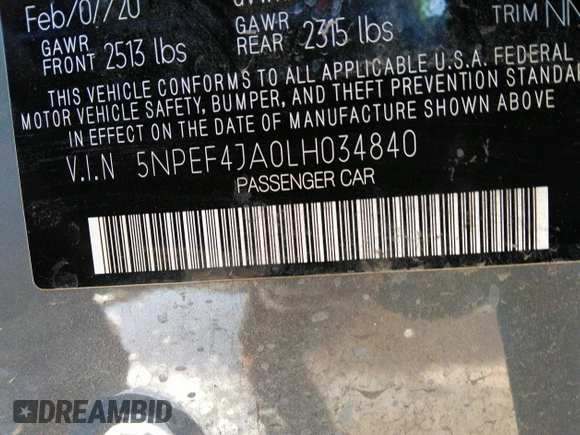 Feb/07/20
GAWR
FRONT 2513 lbs
GAWR
REAR 2315 lbs
TRIM
THIS VEHICLE CONFORMS TO ALL APPLICABLE U.S.A. FEDERAL
MOTOR VEHICLE SAFETY, BUMPER, AND THEFT PREVENTION STANDA
IN EFFECT ON THE DATE OF MANUFACTURE SHOWN ABOVE
V.I.N 5NPEF4JA0LH034840
PASSENGER CAR
DREAMBID